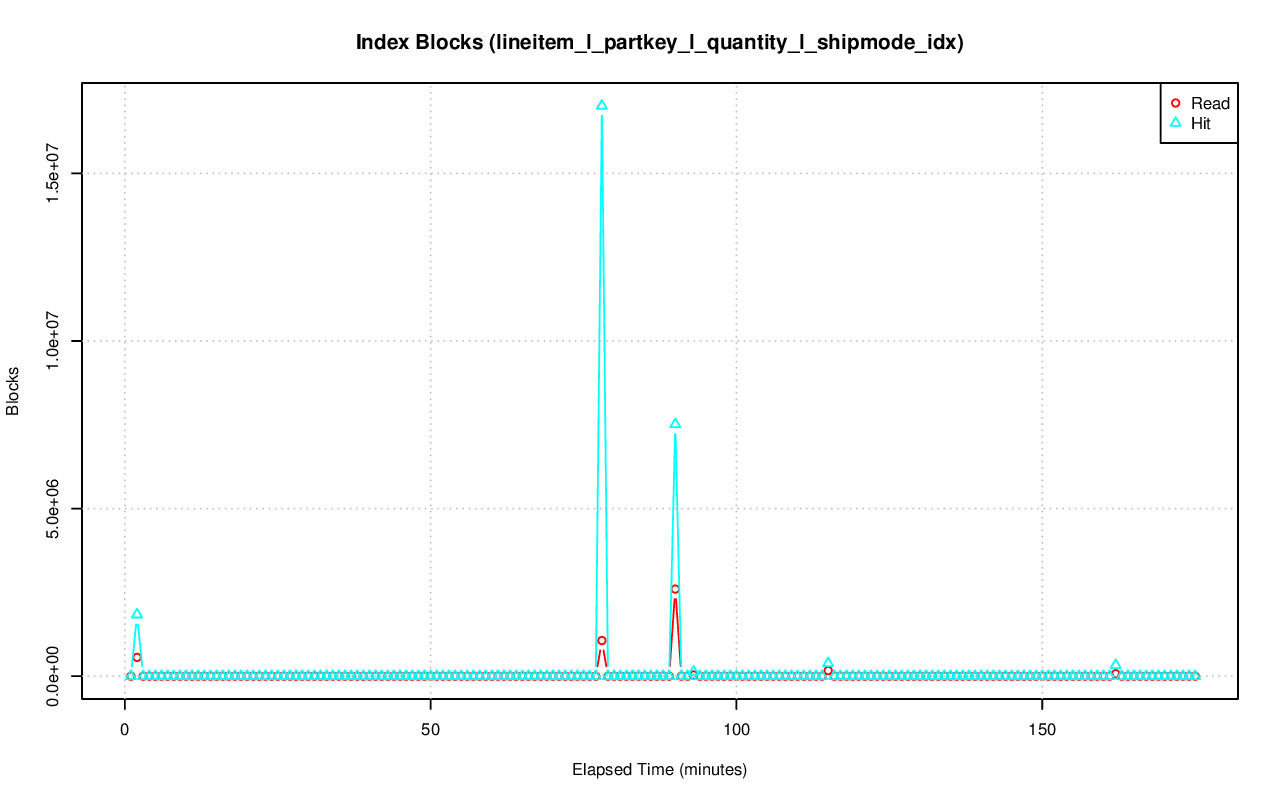 Index Blocks (lineitem_l_partkey_l_quantity_l_shipmode_idx)
Read
Hit
Blocks
1.5e+07
1.0e+07
5.0e+06
0.0e+00
0 50 100 150
Elapsed Time (minutes)